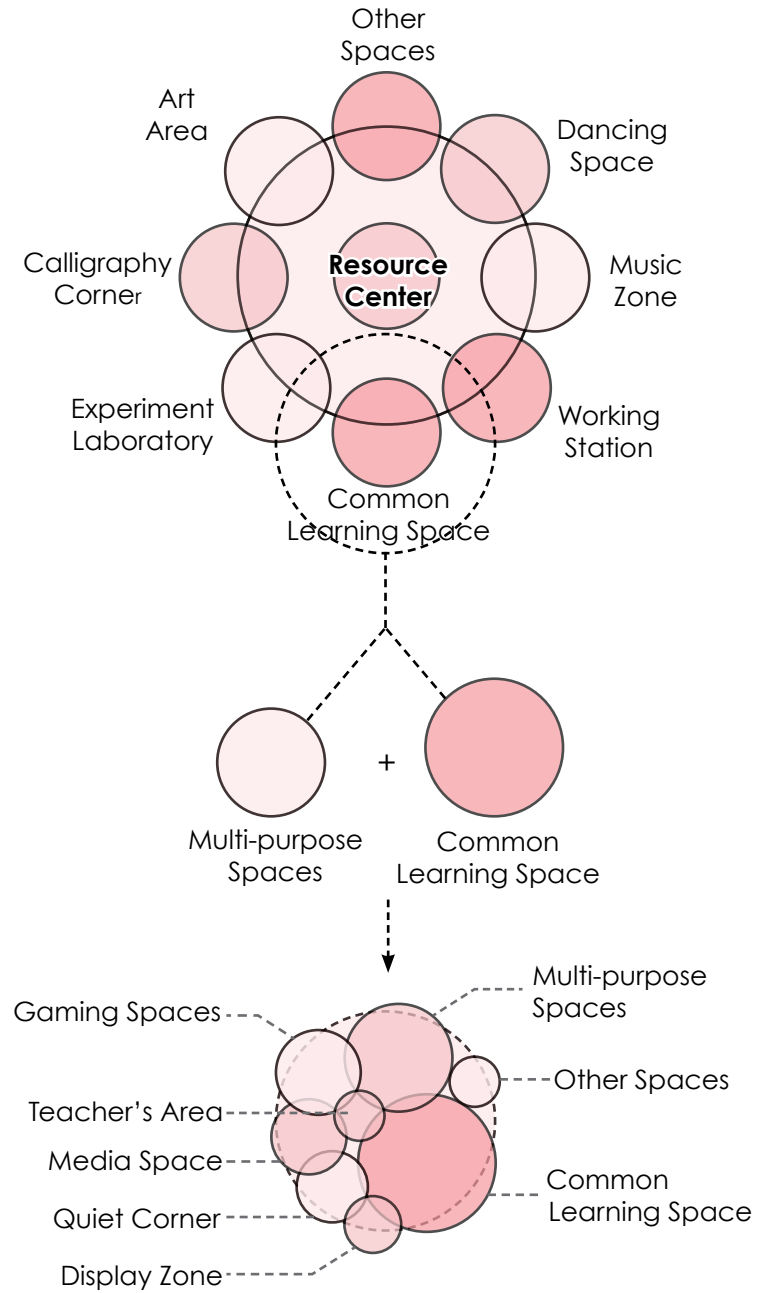 Other
Spaces
Art
Area
Dancing
Space
Calligraphy
Corner
Resource
Center
Music
Zone
Experiment
Laboratory
Working
Station
Common
Learning Space
+
Multi-purpose
Spaces
Common
Learning Space
Multi-purpose
Spaces
Gaming Spaces
Other Spaces
Teacher's Area
Media Space
Common
Learning Space
Quiet Corner
Display Zone